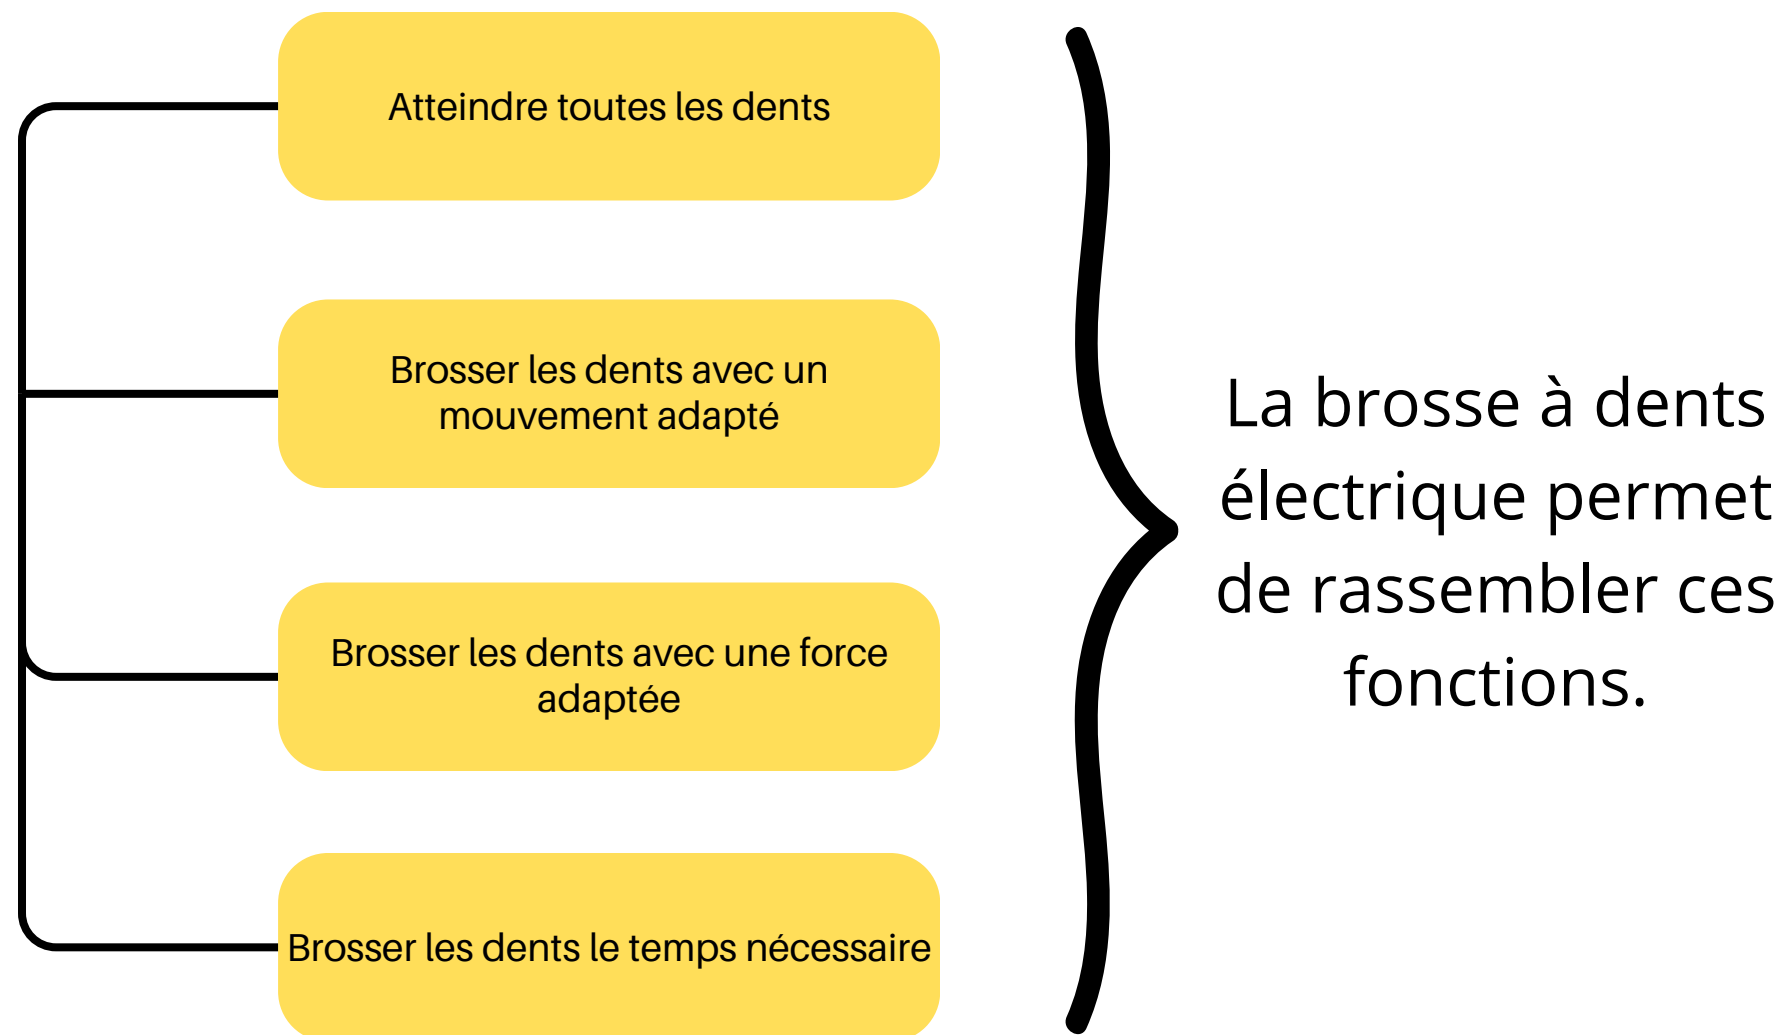 Atteindre toutes les dents
Brosser les dents avec un
mouvement adapté
Brosser les dents avec une force
adaptée
Brosser les dents le temps nécessaire
La brosse à dents
électrique permet
de rassembler ces
fonctions.